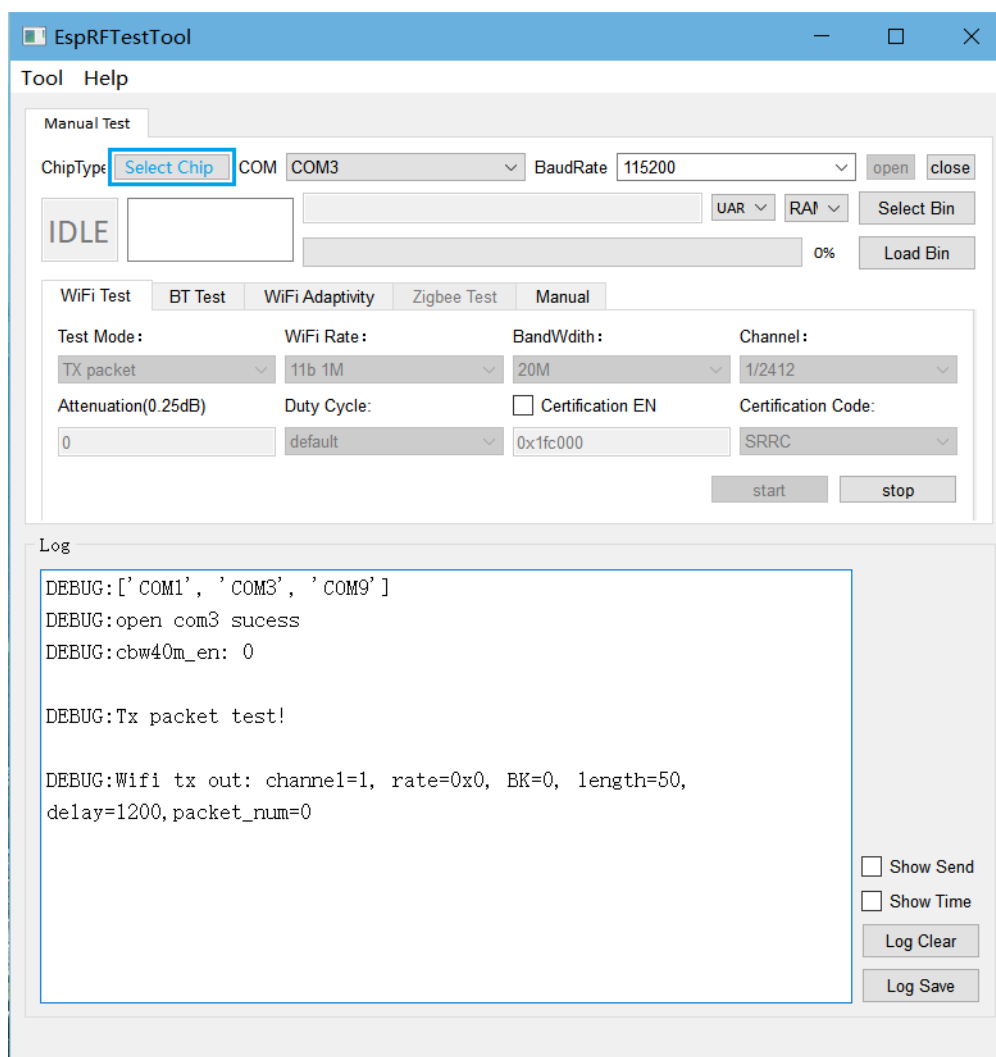 EspRFTestTool
Tool Help
Manual Test
ChipType Select Chip COM COM3 BaudRate 115200 open close
IDLE UAR RAM Select Bin
0% Load Bin
WiFi Test BT Test WiFi Adaptivity Zigbee Test Manual
Test Mode: WiFi Rate: BandWdith: Channel:
TX packet 11b 1M 20M 1/2412
Attenuation(0.25dB) Duty Cycle: Certification EN Certification Code:
0 default 0x1fc000 SRRC
start stop
Log
DEBUG:['COM1', 'COM3', 'COM9']
DEBUG:open com3 sucess
DEBUG:cbw40m_en: 0
DEBUG:Tx packet test!
DEBUG:Wifi tx out: channel=1, rate=0x0, BK=0, length=50,
delay=1200,packet_num=0
Show Send
Show Time
Log Clear
Log Save